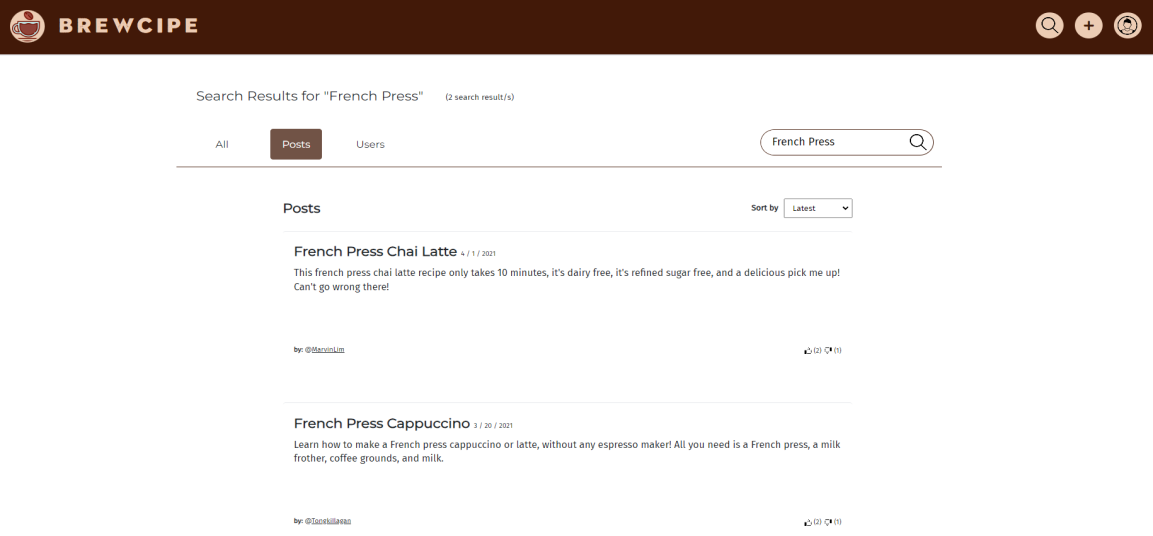 BREWCIPE
Search Results for "French Press" (2 search result/s)
All Posts Users French Press
Posts Sort by Latest
French Press Chai Latte 4 / 1 / 2021
This french press chai latte recipe only takes 10 minutes, it's dairy free, it's refined sugar free, and a delicious pick me up!
Can't go wrong there!
by: @MarvinLim (2) (1)
French Press Cappuccino 3 / 20 / 2021
Learn how to make a French press cappuccino or latte, without any espresso maker! All you need is a French press, a milk
frother, coffee grounds, and milk.
by: @Tongkillagan (2) (1)